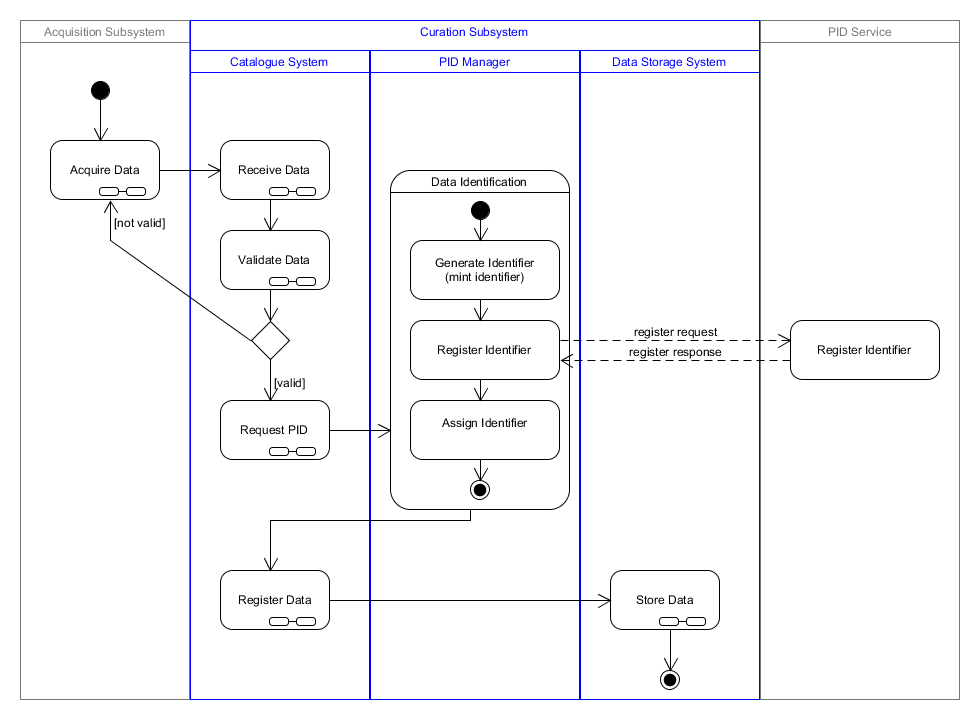 Acquisition Subsystem
Curation Subsystem
PID Service
Catalogue System
PID Manager
Data Storage System
Acquire Data
Receive Data
Data Identification
[not valid]
Validate Data
Generate Identifier
(mint identifier)
register request
Register Identifier
register response
Register Identifier
[valid]
Request PID
Assign Identifier
Register Data
Store Data